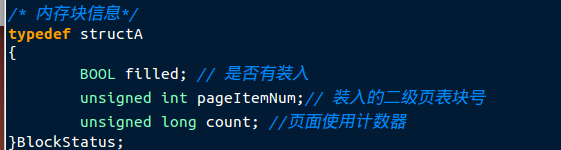 /* 内存块信息*/
typedef structA
{
BOOL filled; // 是否有装入
unsigned int pageItemNum;// 装入的二级页表块号
unsigned long count; //页面使用计数器
}BlockStatus;